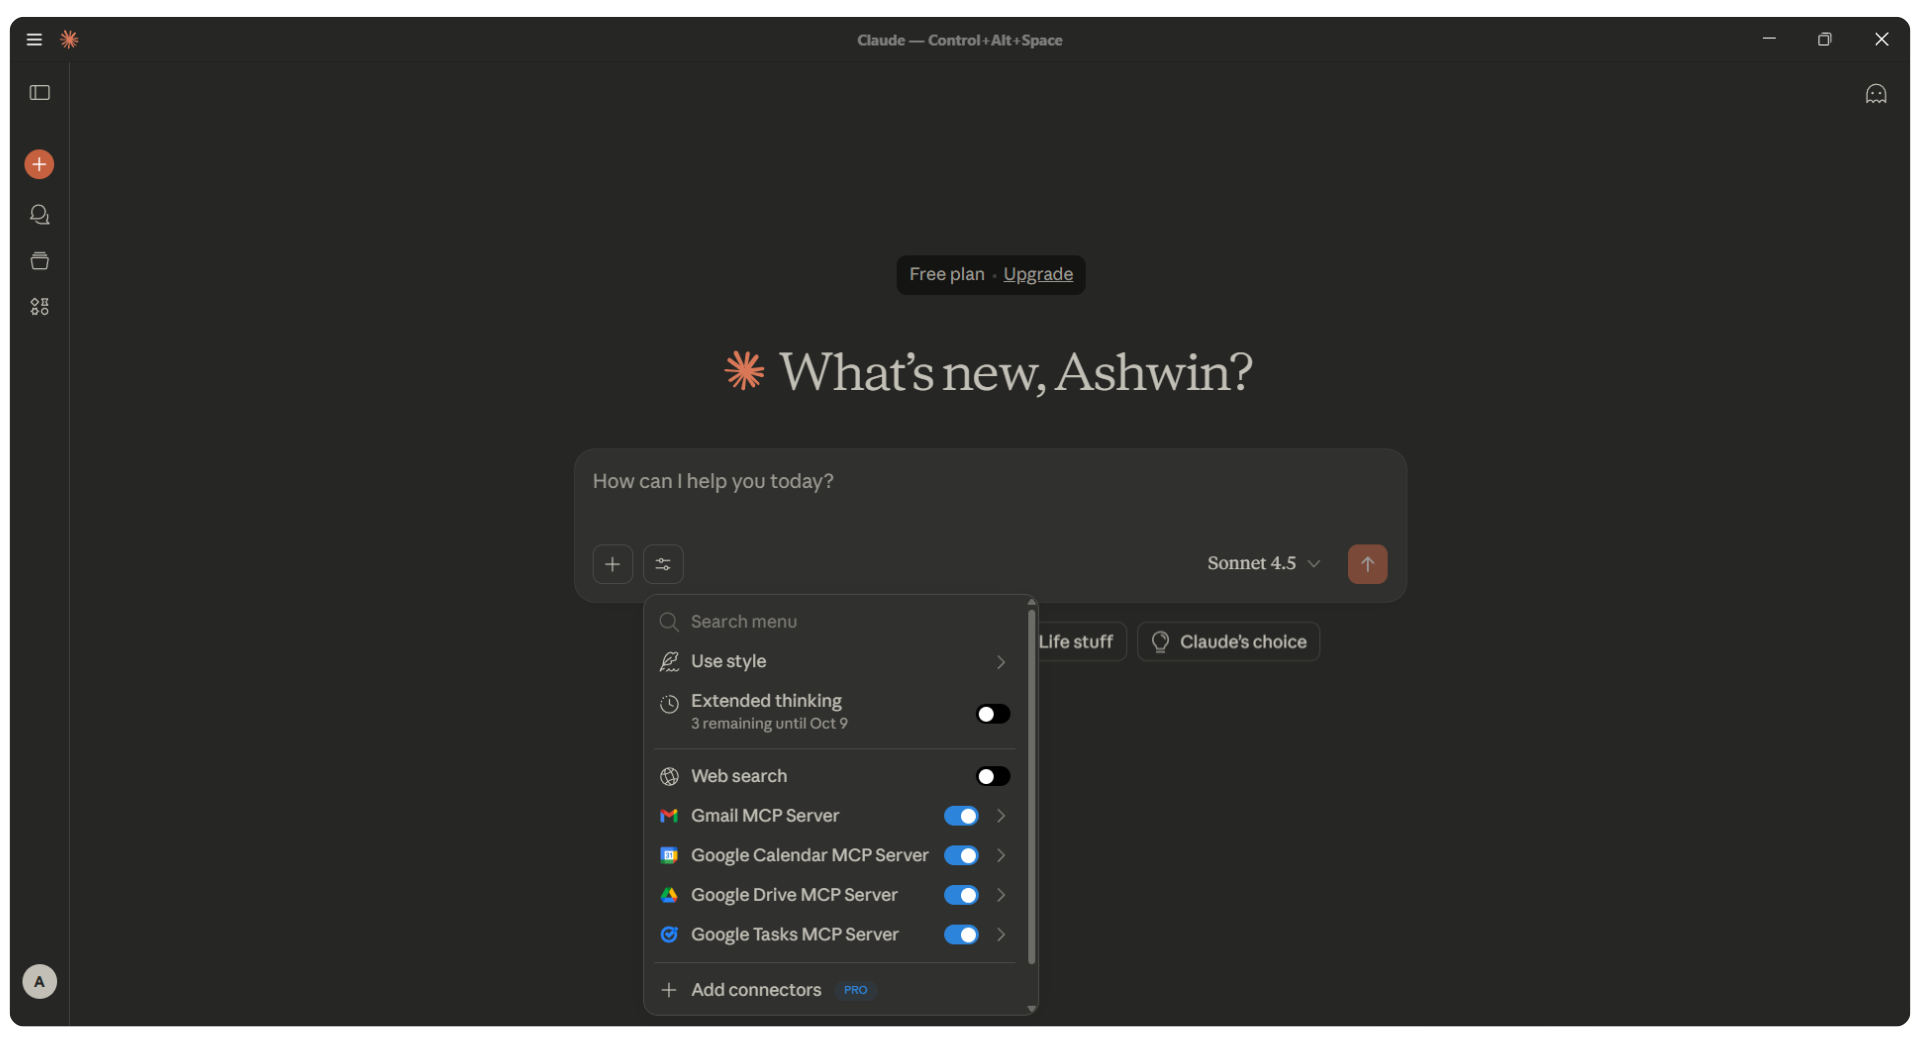 Claude — Control+Alt+Space
Free plan · Upgrade
What's new, Ashwin?
How can I help you today?
Sonnet 4.5
Search menu
Use style
Extended thinking
3 remaining until Oct 9
Web search
Gmail MCP Server
31 Google Calendar MCP Server
Google Drive MCP Server
Google Tasks MCP Server
Add connectors PRO
Life stuff
Claude's choice
A